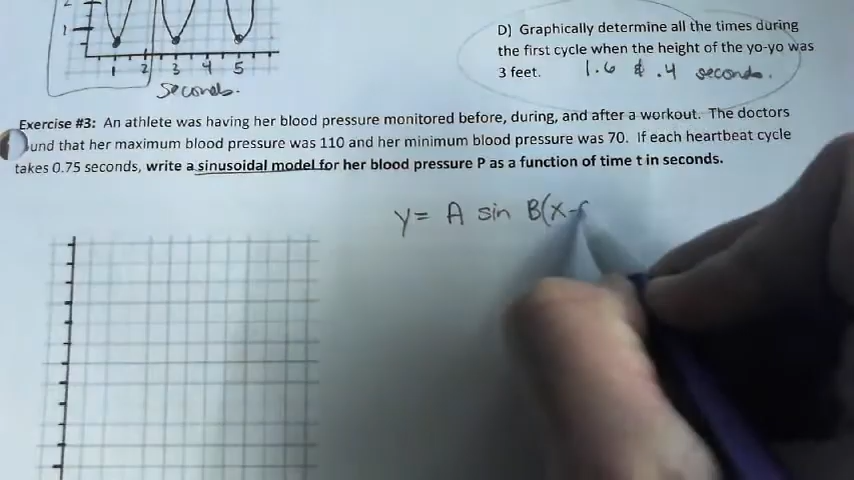 2
1
1 2 3 4 5
seconds.
D) Graphically determine all the times during
the first cycle when the height of the yo-yo was
3 feet. 1.6 & .4 seconds.
Exercise #3: An athlete was having her blood pressure monitored before, during, and after a workout. The doctors
und that her maximum blood pressure was 110 and her minimum blood pressure was 70. If each heartbeat cycle
takes 0.75 seconds, write a sinusoidal model for her blood pressure P as a function of time t in seconds.
y= A sin B(x-